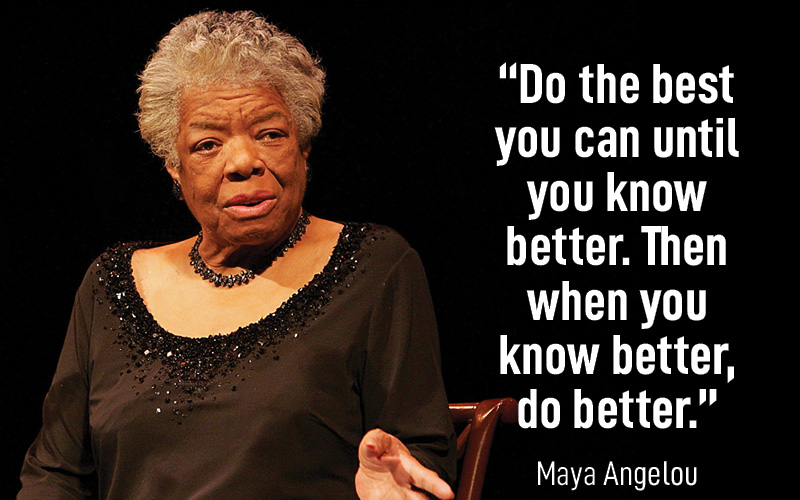 “Do the best
you can until
you know
better. Then
when you
know better,
do better.”
Maya Angelou